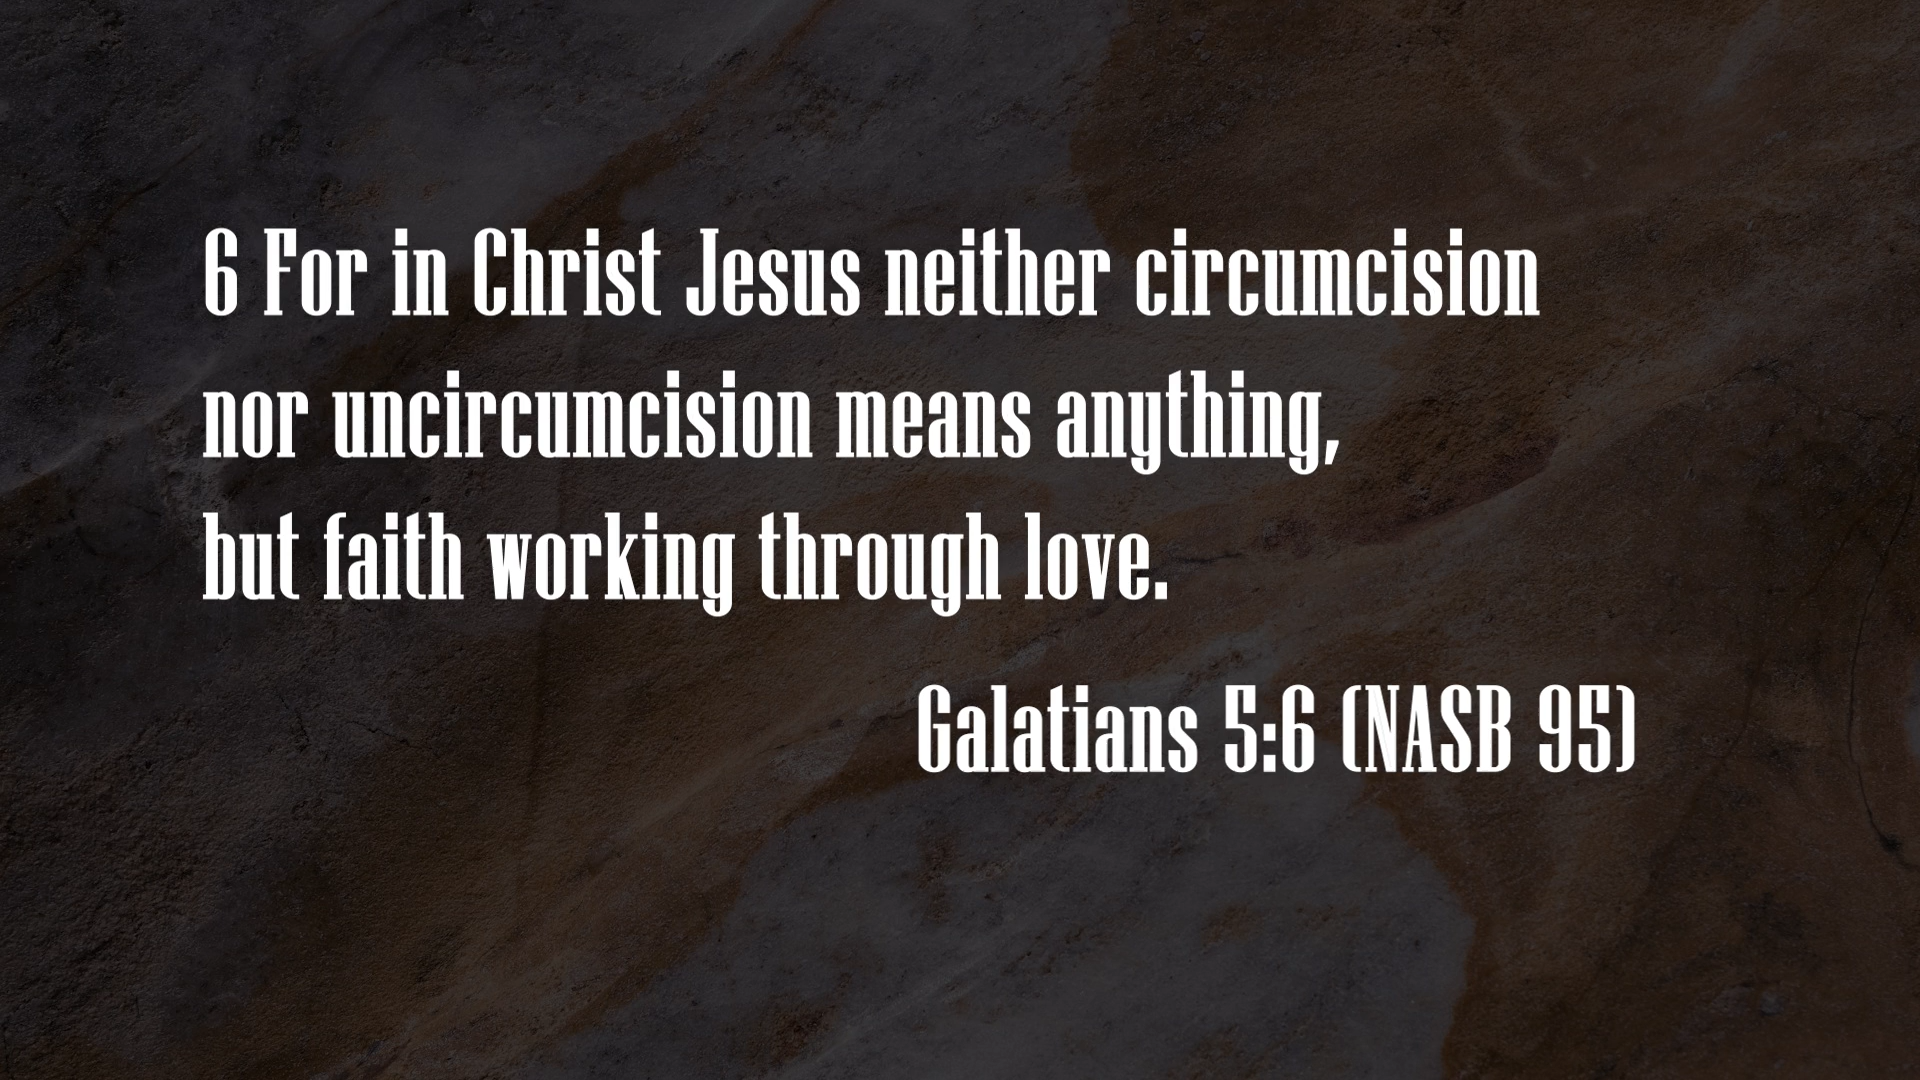 6 For in Christ Jesus neither circumcision
nor uncircumcision means anything,
but faith working through love.
Galatians 5:6 (NASB 95)